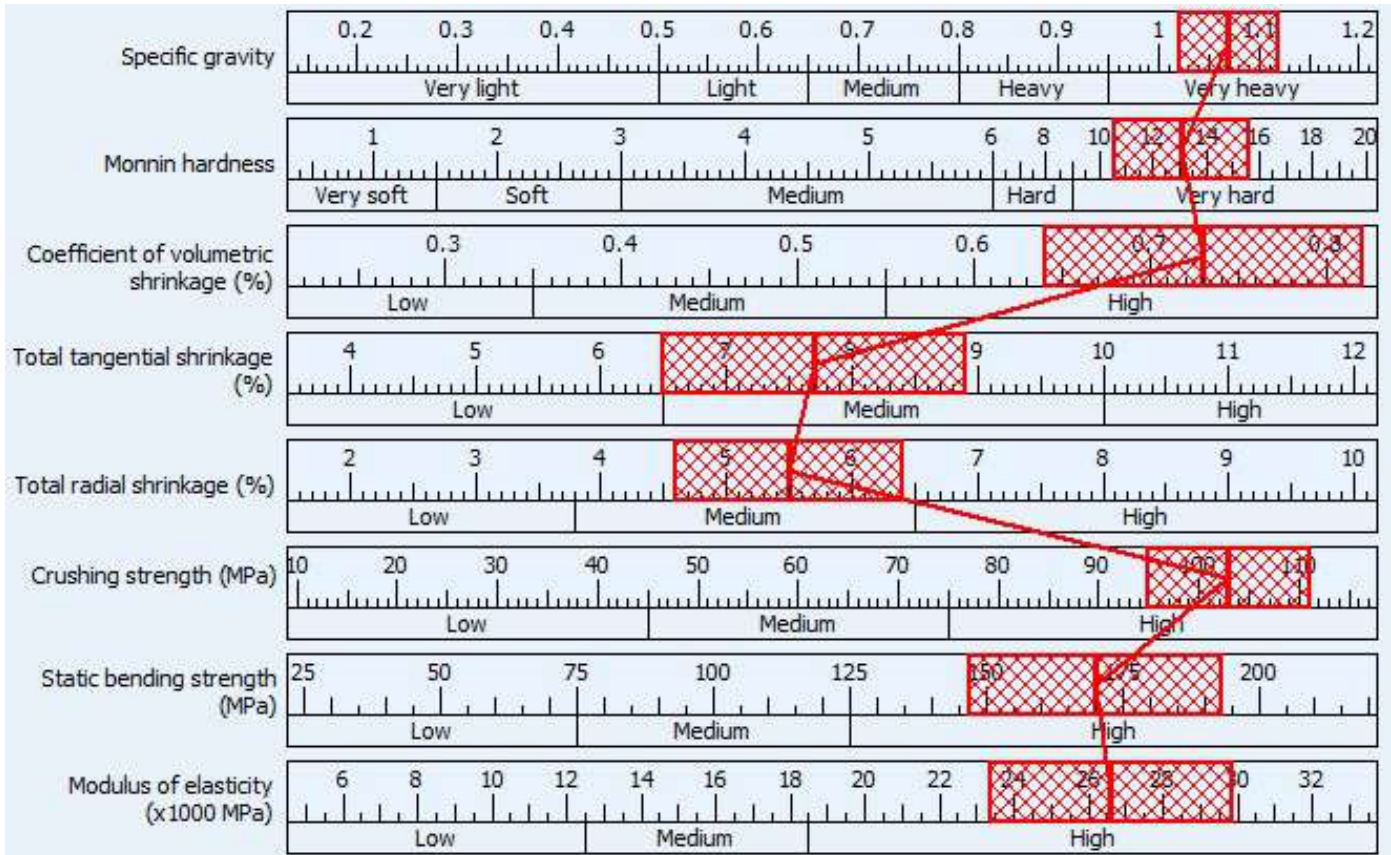 0.2 0.3 0.4 0.5 0.6 0.7 0.8 0.9 1 1.1 1.2
Specific gravity
Very light Light Medium Heavy Very heavy
1 2 3 4 5 6 8 10 12 14 16 18 20
Monnin hardness
Very soft Soft Medium Hard Very hard
0.3 0.4 0.5 0.6 0.7 0.8
Coefficient of volumetric
shrinkage (%)
Low Medium High
4 5 6 7 8 9 10 11 12
Total tangential shrinkage
(%)
Low Medium High
2 3 4 5 6 7 8 9 10
Total radial shrinkage (%)
Low Medium High
10 20 30 40 50 60 70 80 90 100 110
Crushing strength (MPa)
Low Medium High
25 50 75 100 125 150 175 200
Static bending strength
(MPa)
Low Medium High
6 8 10 12 14 16 18 20 22 24 26 28 30 32
Modulus of elasticity
(x1000 MPa)
Low Medium High